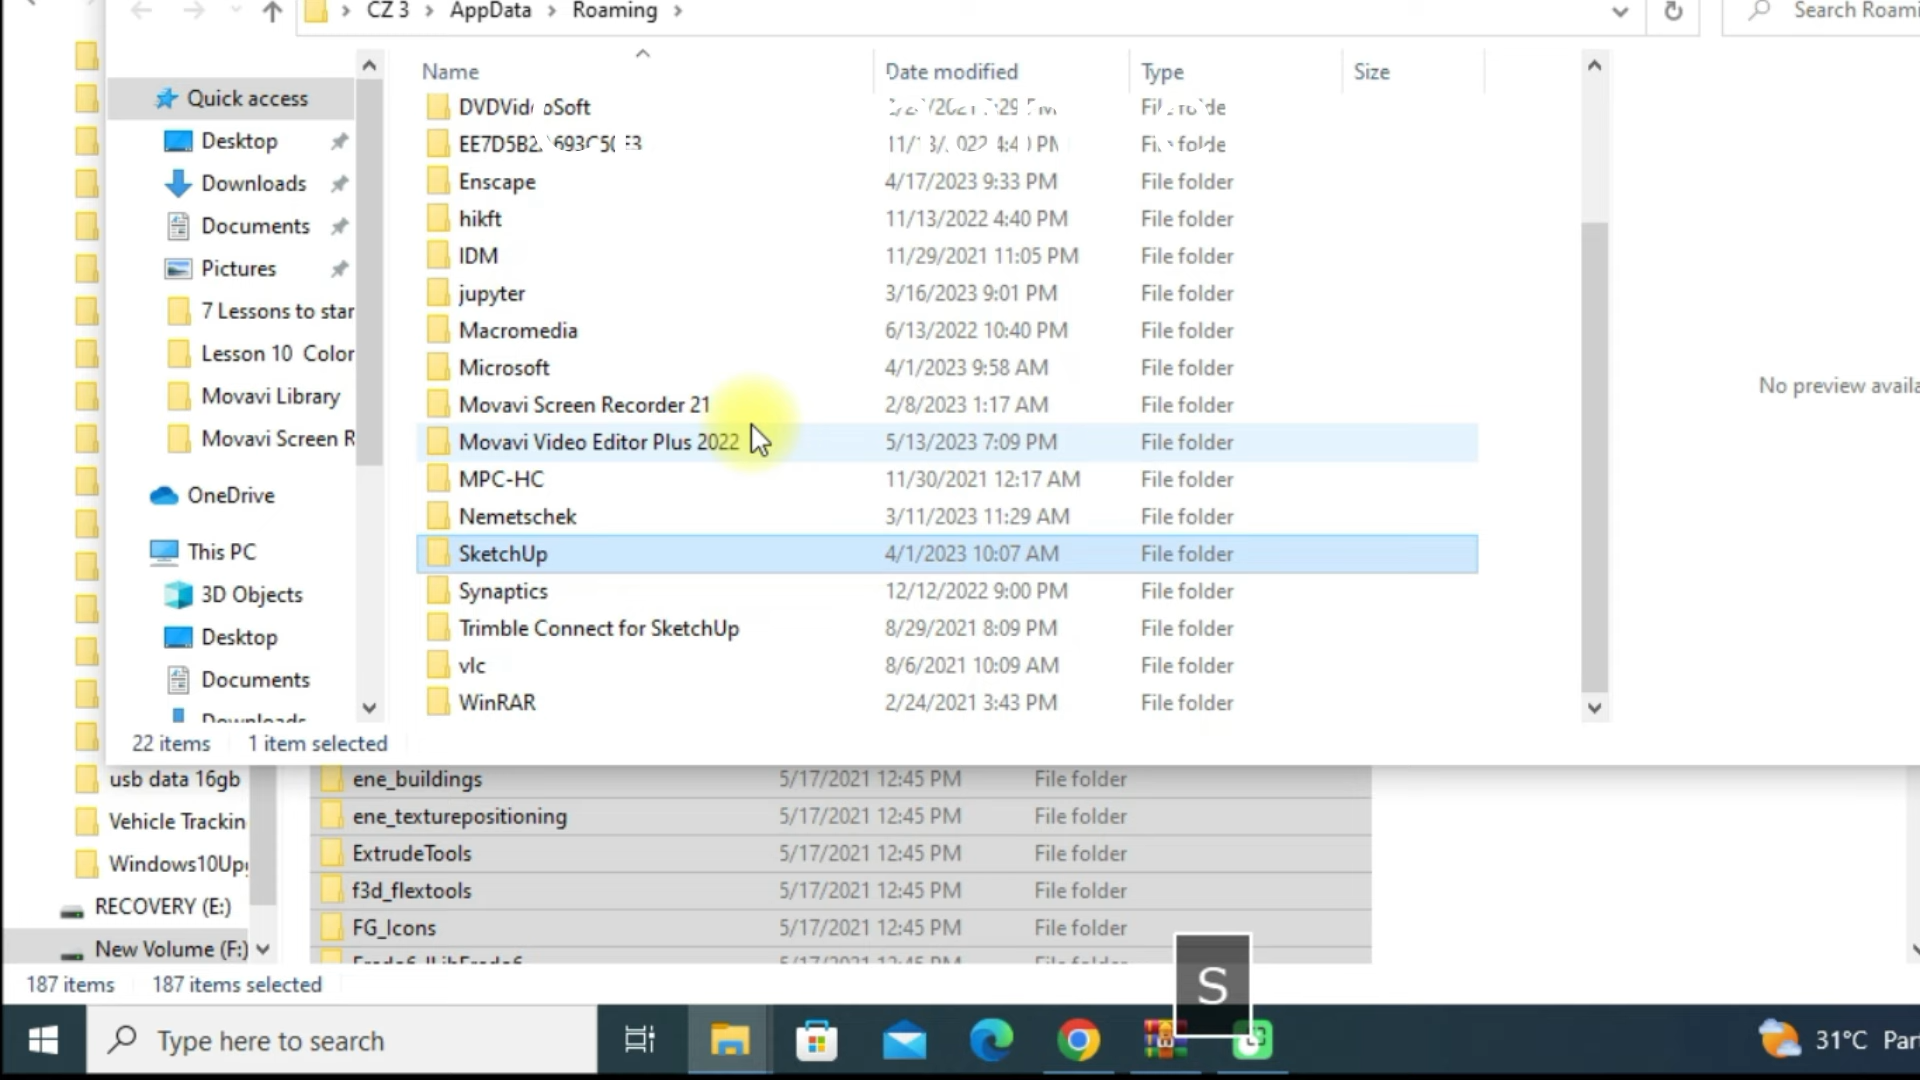 CZ 3 > AppData > Roaming >
Search Roami
Name Date modified Type Size
Quick access
Desktop
Downloads
Documents
Pictures
7 Lessons to star
Lesson 10 Color
Movavi Library
Movavi Screen R
OneDrive
This PC
3D Objects
Desktop
Documents
Downloads
DVDVideoSoft
Enscape 4/17/2023 9:33 PM File folder
hikft 11/13/2022 4:40 PM File folder
IDM 11/29/2021 11:05 PM File folder
jupyter 3/16/2023 9:01 PM File folder
Macromedia 6/13/2022 10:40 PM File folder
Microsoft 4/1/2023 9:58 AM File folder
Movavi Screen Recorder 21 2/8/2023 1:17 AM File folder
Movavi Video Editor Plus 2022 5/13/2023 7:09 PM File folder
MPC-HC 11/30/2021 12:17 AM File folder
Nemetschek 3/11/2023 11:29 AM File folder
SketchUp 4/1/2023 10:07 AM File folder
Synaptics 12/12/2022 9:00 PM File folder
Trimble Connect for SketchUp 8/29/2021 8:09 PM File folder
vlc 8/6/2021 10:09 AM File folder
WinRAR 2/24/2021 3:43 PM File folder
No preview availa
22 items 1 item selected
usb data 16gb
Vehicle Trackin
Windows10Upg
RECOVERY (E:)
New Volume (F:)
ene_buildings 5/17/2021 12:45 PM File folder
ene_texturepositioning 5/17/2021 12:45 PM File folder
ExtrudeTools 5/17/2021 12:45 PM File folder
f3d_flextools 5/17/2021 12:45 PM File folder
FG_Icons 5/17/2021 12:45 PM File folder
187 items 187 items selected
S
Type here to search
31°C Part